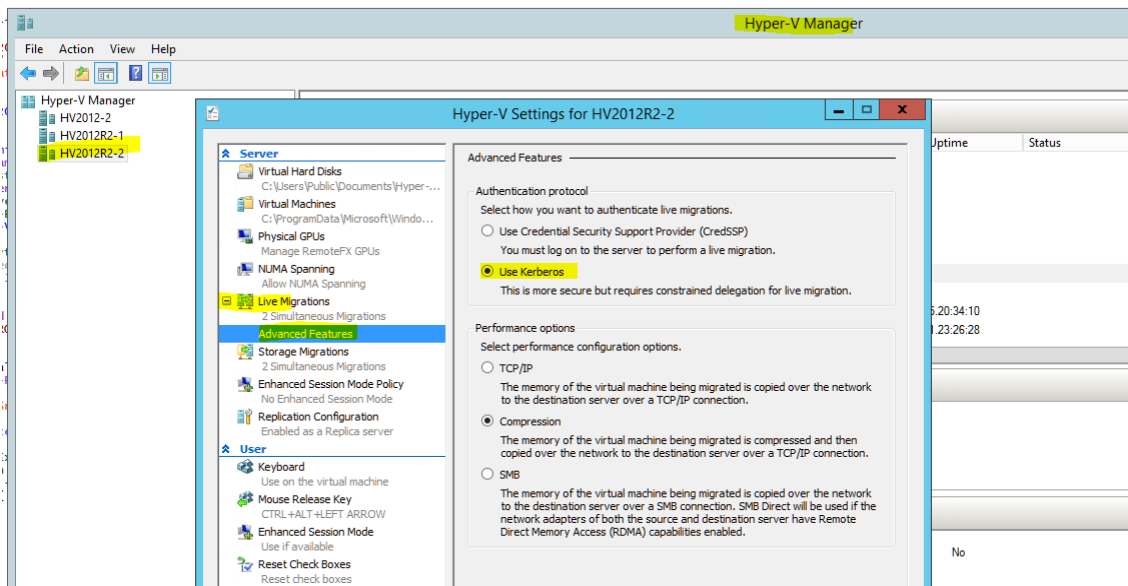 Hyper-V Manager
File Action View Help
Hyper-V Manager
HV2012-2
HV2012R2-1
HV2012R2-2
Hyper-V Settings for HV2012R2-2
Uptime Status
5.20:34:10
1.23:26:28
No
Server
Virtual Hard Disks
C:\Users\Public\Documents\Hyper-...
Virtual Machines
C:\ProgramData\Microsoft\Windo...
Physical GPUs
Manage RemoteFX GPUs
NUMA Spanning
Allow NUMA Spanning
Live Migrations
2 Simultaneous Migrations
Advanced Features
Storage Migrations
2 Simultaneous Migrations
Enhanced Session Mode Policy
No Enhanced Session Mode
Replication Configuration
Enabled as a Replica server
User
Keyboard
Use on the virtual machine
Mouse Release Key
CTRL+ALT+LEFT ARROW
Enhanced Session Mode
Use if available
Reset Check Boxes
Reset check boxes
Advanced Features
Authentication protocol
Select how you want to authenticate live migrations.
Use Credential Security Support Provider (CredSSP)
You must log on to the server to perform a live migration.
Use Kerberos
This is more secure but requires constrained delegation for live migration.
Performance options
Select performance configuration options.
TCP/IP
The memory of the virtual machine being migrated is copied over the network
to the destination server over a TCP/IP connection.
Compression
The memory of the virtual machine being migrated is compressed and then
copied over the network to the destination server over a TCP/IP connection.
SMB
The memory of the virtual machine being migrated is copied over the network
to the destination server over a SMB connection. SMB Direct will be used if the
network adapters of both the source and destination server have Remote
Direct Memory Access (RDMA) capabilities enabled.